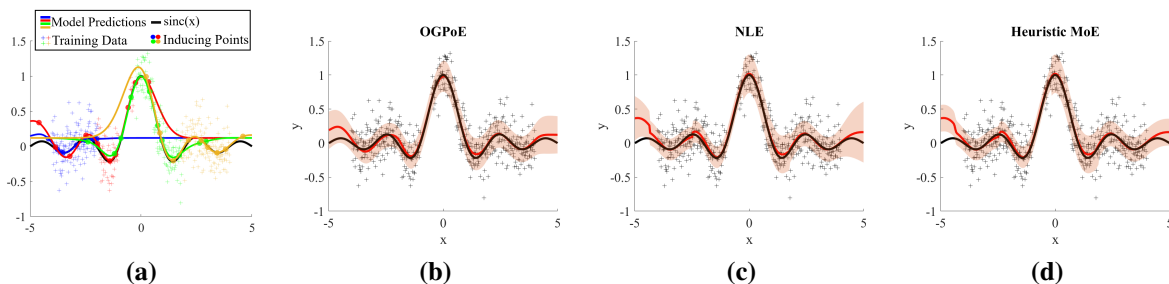 Model Predictions sinc(x)
Training Data Inducing Points
1.5
1
0.5
0
-0.5
-1
-5 0 5
(a)
OGPoE
1.5
1
0.5
0
-0.5
-1
y
-5 0 5
x
(b)
NLE
1.5
1
0.5
0
-0.5
-1
y
-5 0 5
x
(c)
Heuristic MoE
1.5
1
0.5
0
-0.5
-1
y
-5 0 5
x
(d)